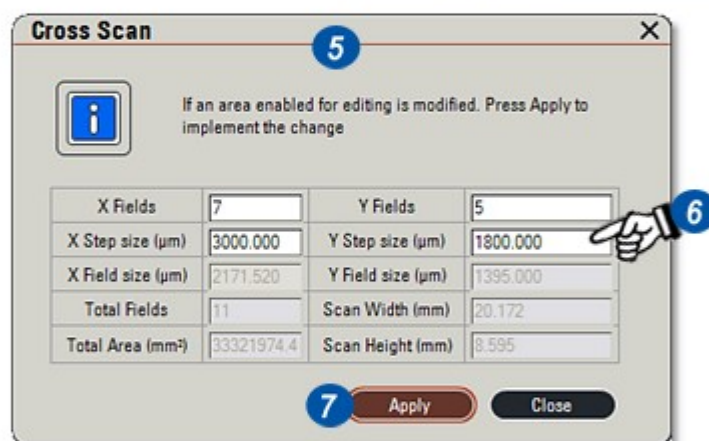 Cross Scan
5
If an area enabled for editing is modified. Press Apply to
implement the change
X Fields 7 Y Fields 5
X Step size (µm) 3000.000 Y Step size (µm) 1800.000
6
X Field size (µm) 2171.520 Y Field size (µm) 1395.000
Total Fields 11 Scan Width (mm) 20.172
Total Area (mm²) 33321974.4 Scan Height (mm) 8.595
7 Apply Close